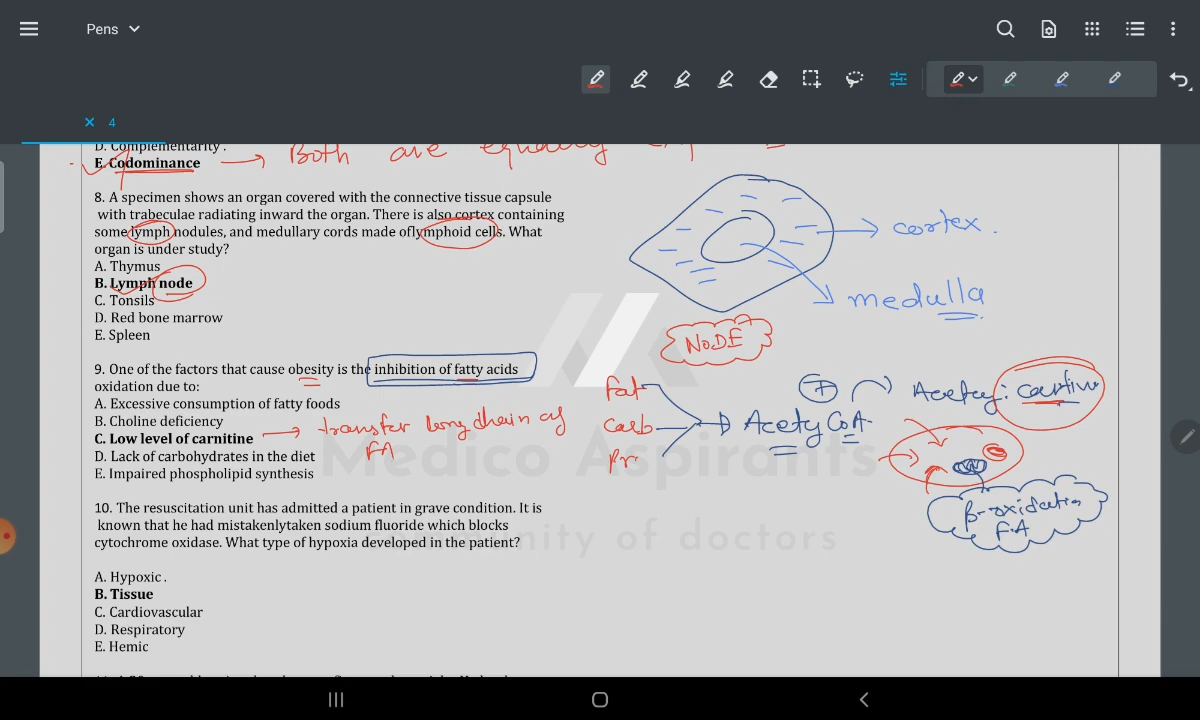 Pens
4
D. Complementarity.
E. Codominance
Both are equally
8. A specimen shows an organ covered with the connective tissue capsule
with trabeculae radiating inward the organ. There is also cortex containing
some lymph nodules, and medullary cords made oflymphoid cells. What
organ is under study?
A. Thymus
B. Lymph node
C. Tonsils
D. Red bone marrow
E. Spleen
cortex.
medulla
NODE
9. One of the factors that cause obesity is the inhibition of fatty acids
oxidation due to:
A. Excessive consumption of fatty foods
B. Choline deficiency
C. Low level of carnitine
D. Lack of carbohydrates in the diet
E. Impaired phospholipid synthesis
transfer long chain of
FA
Fat
Carb
Pr
Acety CoA
Acety:
β-oxidation
F.A
Medico Aspirants
community of doctors
10. The resuscitation unit has admitted a patient in grave condition. It is
known that he had mistakenlytaken sodium fluoride which blocks
cytochrome oxidase. What type of hypoxia developed in the patient?
A. Hypoxic.
B. Tissue
C. Cardiovascular
D. Respiratory
E. Hemic